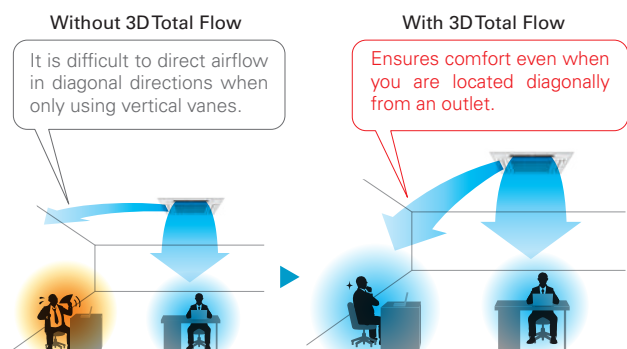 Without 3D Total Flow
It is difficult to direct airflow
in diagonal directions when
only using vertical vanes.
With 3D Total Flow
Ensures comfort even when
you are located diagonally
from an outlet.